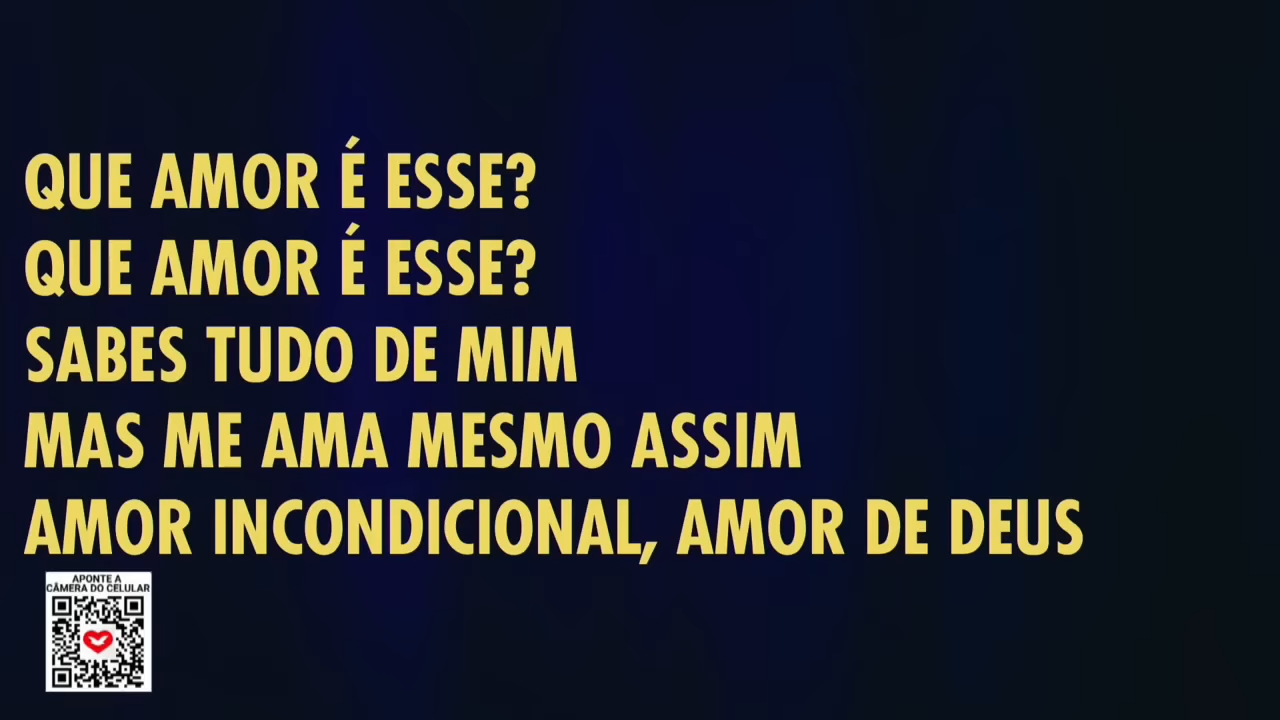 QUE AMOR É ESSE?
QUE AMOR É ESSE?
SABES TUDO DE MIM
MAS ME AMA MESMO ASSIM
AMOR INCONDICIONAL, AMOR DE DEUS
APONTE A
CÂMERA DO CELULAR